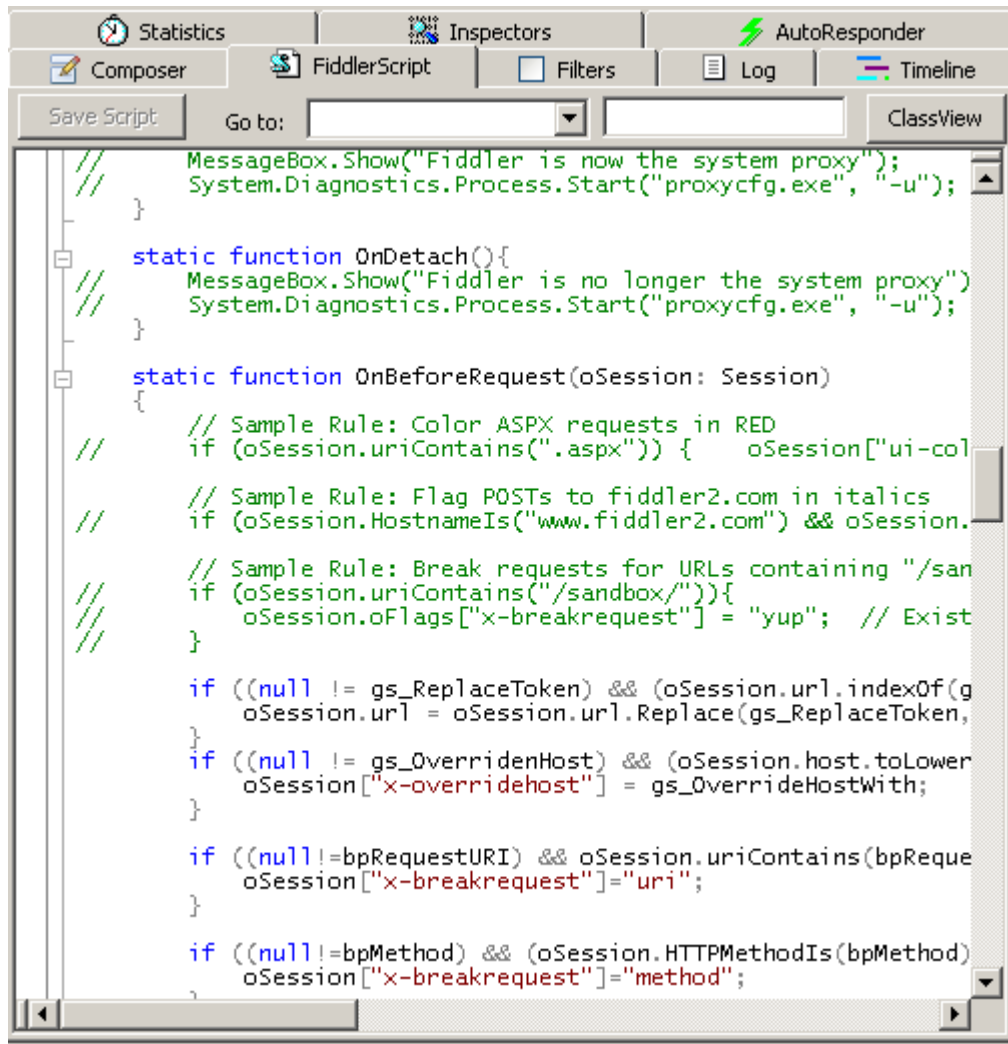 Statistics Inspectors AutoResponder
Composer FiddlerScript Filters Log Timeline
Save Script Go to: ClassView
//        MessageBox.Show("Fiddler is now the system proxy");
//        System.Diagnostics.Process.Start("proxycfg.exe", "-u");
    }
    static function OnDetach(){
//        MessageBox.Show("Fiddler is no longer the system proxy")
//        System.Diagnostics.Process.Start("proxycfg.exe", "-u");
    }
    static function OnBeforeRequest(oSession: Session)
    {
        // Sample Rule: Color ASPX requests in RED
//        if (oSession.uriContains(".aspx")) {    oSession["ui-col
        // Sample Rule: Flag POSTs to fiddler2.com in italics
//        if (oSession.HostnameIs("www.fiddler2.com") && oSession.
        // Sample Rule: Break requests for URLs containing "/san
//        if (oSession.uriContains("/sandbox/")){
//            oSession.oFlags["x-breakrequest"] = "yup";  // Exist
//        }
        if ((null != gs_ReplaceToken) && (oSession.url.indexOf(g
            oSession.url = oSession.url.Replace(gs_ReplaceToken,
        }
        if ((null != gs_OverridenHost) && (oSession.host.toLower
            oSession["x-overridehost"] = gs_OverrideHostWith;
        }
        if ((null!=bpRequestURI) && oSession.uriContains(bpReque
            oSession["x-breakrequest"]="uri";
        }
        if ((null!=bpMethod) && (oSession.HTTPMethodIs(bpMethod)
            oSession["x-breakrequest"]="method";
        }